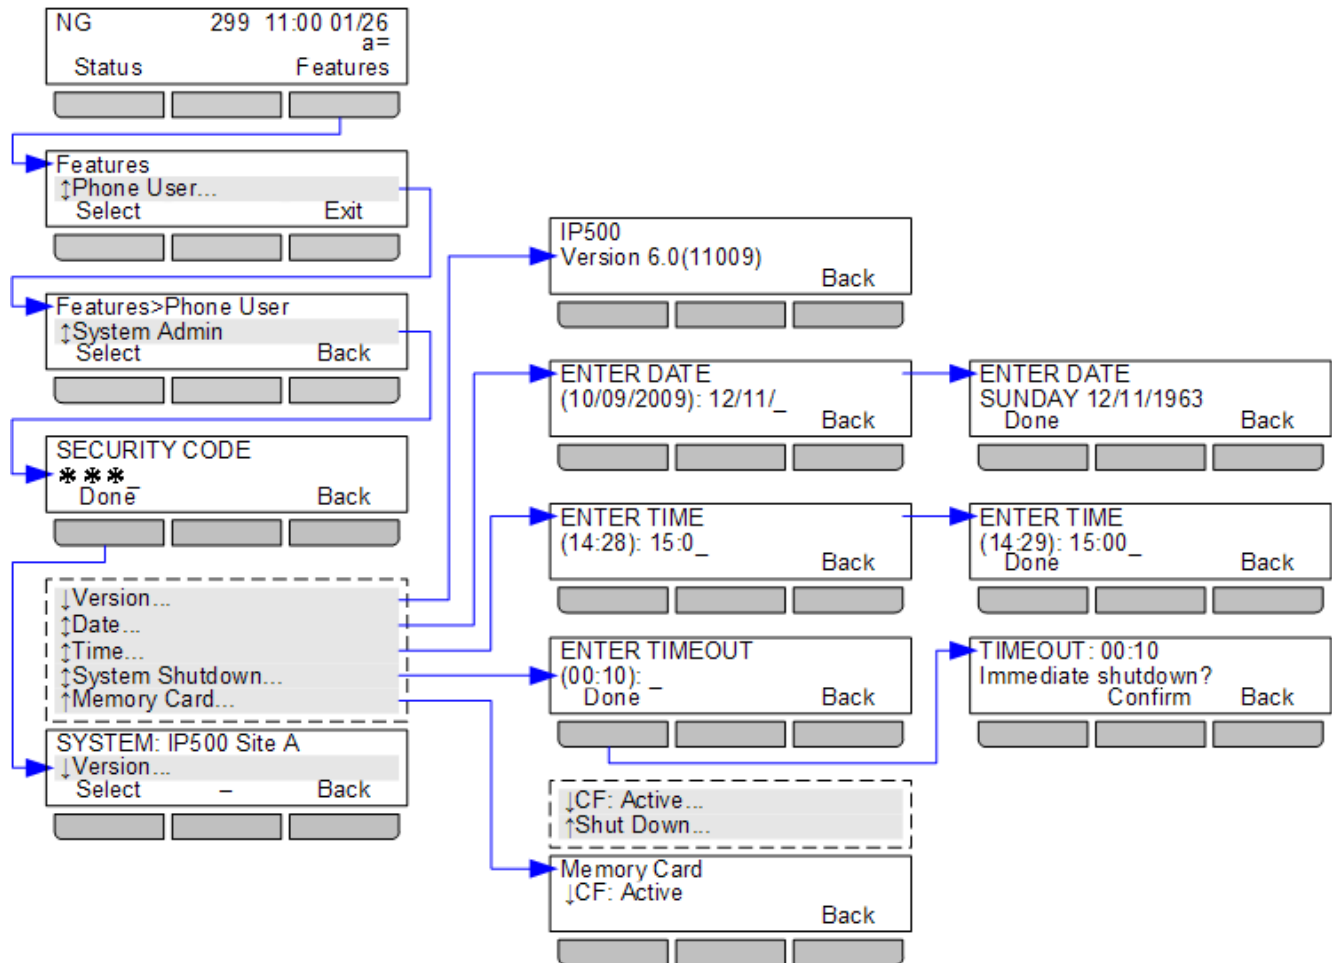 NG 299 11:00 01/26
a=
Status Features
Features
↕Phone User...
Select Exit
Features>Phone User
↕System Admin
Select Back
SECURITY CODE
***_
Done Back
↓Version...
↕Date...
↕Time...
↕System Shutdown...
↑Memory Card...
SYSTEM: IP500 Site A
↓Version...
Select – Back
IP500
Version 6.0(11009)
Back
ENTER DATE
(10/09/2009): 12/11/_
Back
ENTER DATE
SUNDAY 12/11/1963
Done Back
ENTER TIME
(14:28): 15:0_
Back
ENTER TIME
(14:29): 15:00_
Done Back
ENTER TIMEOUT
(00:10): _
Done Back
TIMEOUT: 00:10
Immediate shutdown?
Confirm Back
↓CF: Active...
↑Shut Down...
Memory Card
↓CF: Active
Back